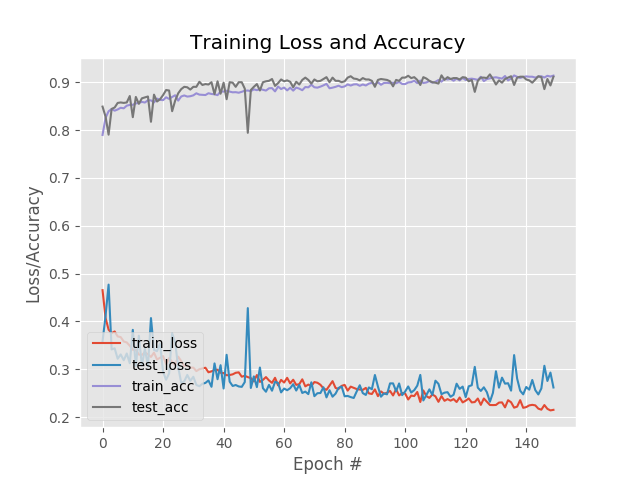 Training Loss and Accuracy
Loss/Accuracy
0.9
0.8
0.7
0.6
0.5
0.4
0.3
0.2
train_loss
test_loss
train_acc
test_acc
0 20 40 60 80 100 120 140
Epoch #